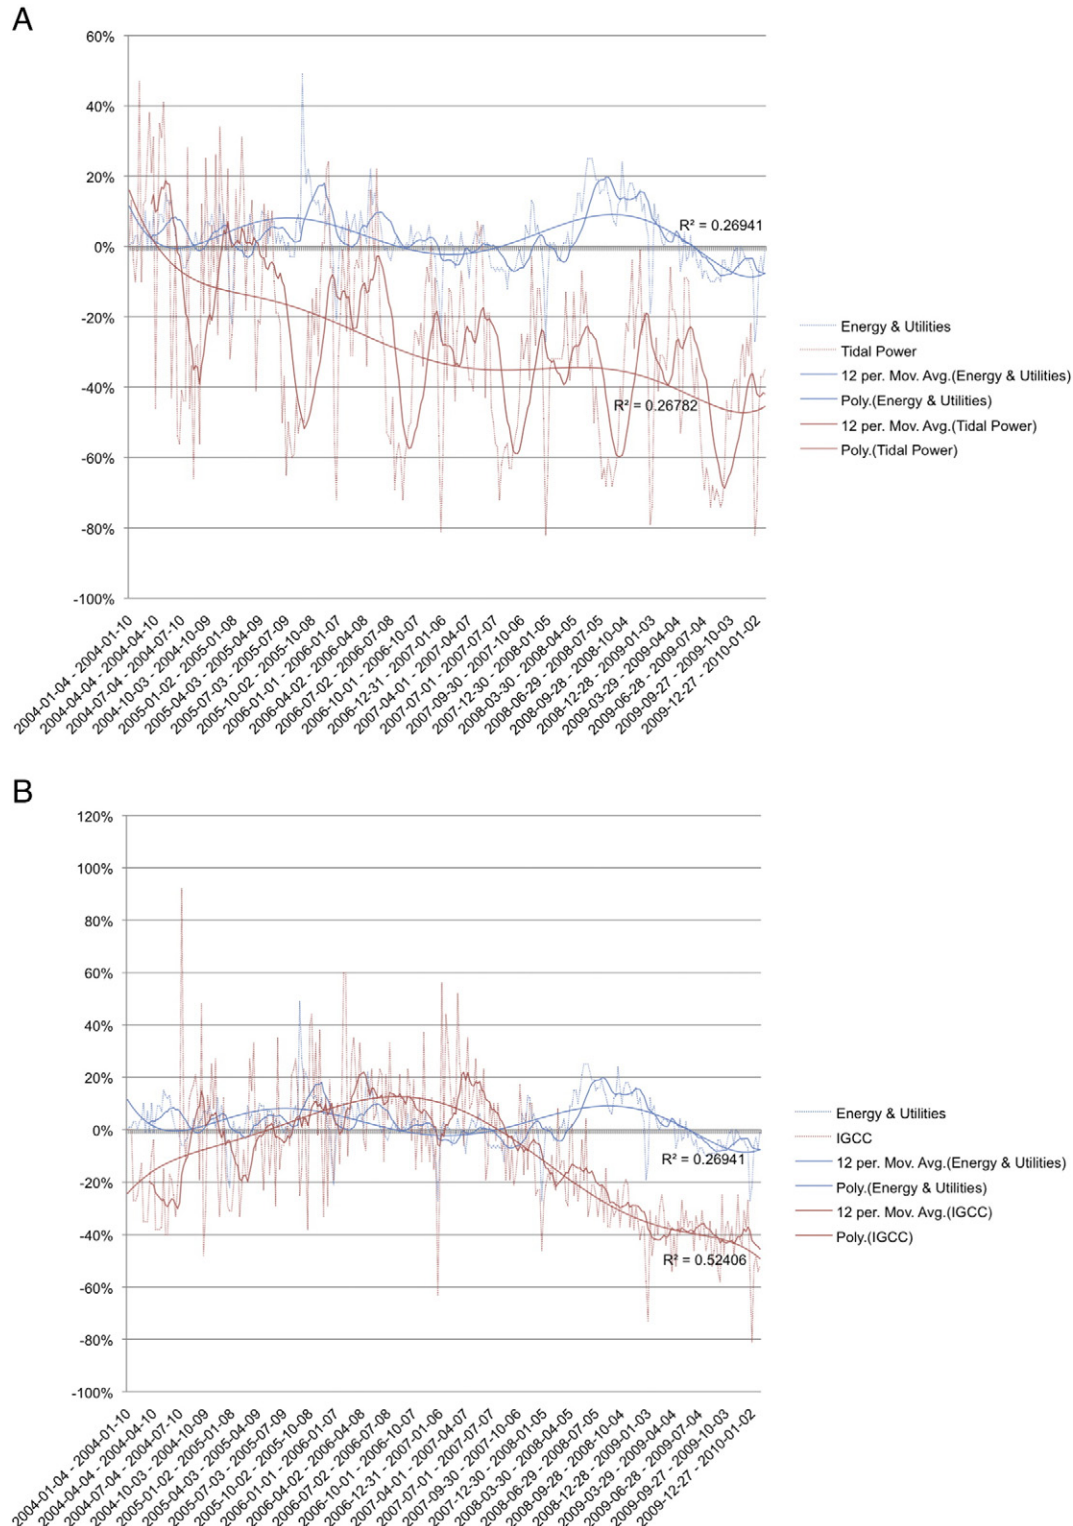 A
60%
40%
20%
0%
-20%
-40%
-60%
-80%
-100%
R² = 0.26941
R² = 0.26782
Energy & Utilities
Tidal Power
12 per. Mov. Avg.(Energy & Utilities)
Poly.(Energy & Utilities)
12 per. Mov. Avg.(Tidal Power)
Poly.(Tidal Power)
2004-01-04 - 2004-01-10
2004-04-04 - 2004-04-10
2004-07-04 - 2004-07-10
2004-10-03 - 2004-10-09
2005-01-02 - 2005-01-08
2005-04-03 - 2005-04-09
2005-07-03 - 2005-07-09
2005-10-02 - 2005-10-08
2006-01-01 - 2006-01-07
2006-04-02 - 2006-04-08
2006-07-02 - 2006-07-08
2006-10-01 - 2006-10-07
2006-12-31 - 2007-01-06
2007-04-01 - 2007-04-07
2007-07-01 - 2007-07-07
2007-09-30 - 2007-10-06
2007-12-30 - 2008-01-05
2008-03-30 - 2008-04-05
2008-06-29 - 2008-07-05
2008-09-28 - 2008-10-04
2008-12-28 - 2009-01-03
2009-03-29 - 2009-04-04
2009-06-28 - 2009-07-04
2009-09-27 - 2009-10-03
2009-12-27 - 2010-01-02
B
120%
100%
80%
60%
40%
20%
0%
-20%
-40%
-60%
-80%
-100%
R² = 0.26941
R² = 0.52406
Energy & Utilities
IGCC
12 per. Mov. Avg.(Energy & Utilities)
Poly.(Energy & Utilities)
12 per. Mov. Avg.(IGCC)
Poly.(IGCC)
2004-01-04 - 2004-01-10
2004-04-04 - 2004-04-10
2004-07-04 - 2004-07-10
2004-10-03 - 2004-10-09
2005-01-02 - 2005-01-08
2005-04-03 - 2005-04-09
2005-07-03 - 2005-07-09
2005-10-02 - 2005-10-08
2006-01-01 - 2006-01-07
2006-04-02 - 2006-04-08
2006-07-02 - 2006-07-08
2006-10-01 - 2006-10-07
2006-12-31 - 2007-01-06
2007-04-01 - 2007-04-07
2007-07-01 - 2007-07-07
2007-09-30 - 2007-10-06
2007-12-30 - 2008-01-05
2008-03-30 - 2008-04-05
2008-06-29 - 2008-07-05
2008-09-28 - 2008-10-04
2008-12-28 - 2009-01-03
2009-03-29 - 2009-04-04
2009-06-28 - 2009-07-04
2009-09-27 - 2009-10-03
2009-12-27 - 2010-01-02